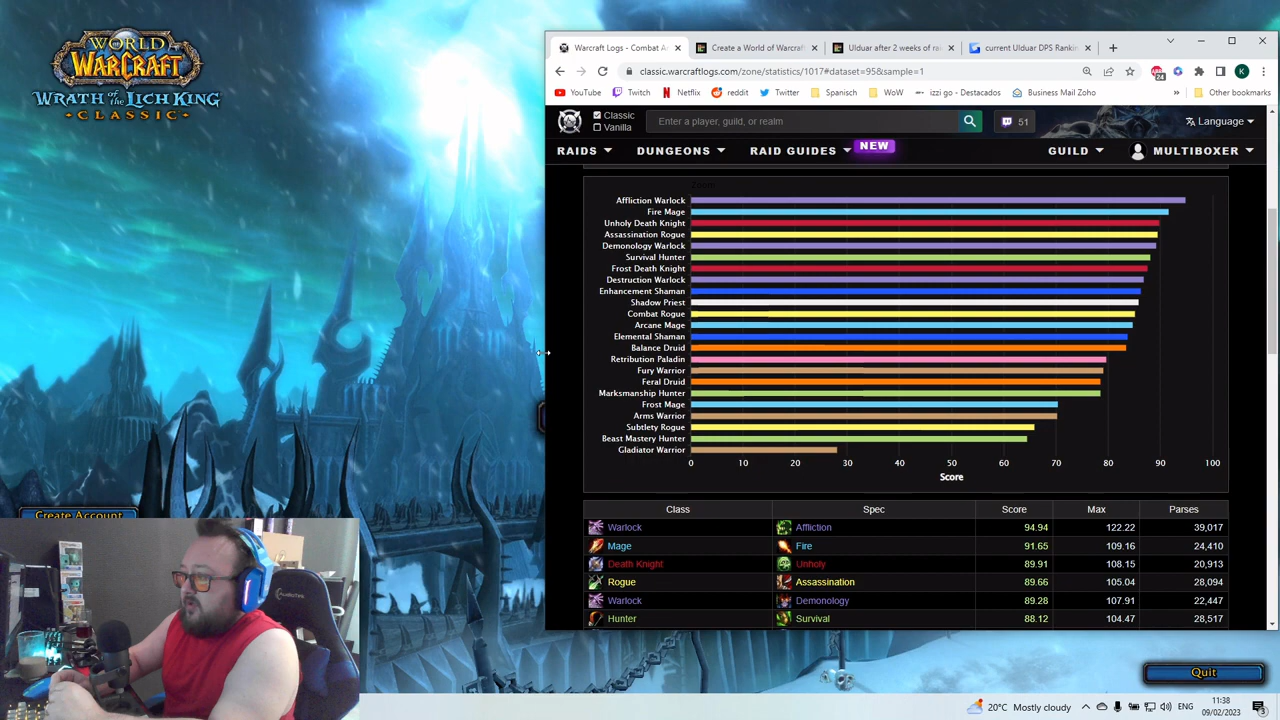 WORLD
OF
WARCRAFT
WRATH OF THE LICH KING
CLASSIC
Warcraft Logs - Combat A
Create a World of Warcraft
Ulduar after 2 weeks of rai
current Ulduar DPS Rankin
classic.warcraftlogs.com/zone/statistics/1017#dataset=95&sample=1
24
K
YouTube
Twitch
Netflix
reddit
Twitter
Spanisch
WoW
izzi go - Destacados
Business Mail Zoho
»
Other bookmarks
Classic
Vanilla
Enter a player, guild, or realm
51
Language
RAIDS
DUNGEONS
RAID GUIDES
NEW
GUILD
MULTIBOXER
Zoom
Affliction Warlock
Fire Mage
Unholy Death Knight
Assassination Rogue
Demonology Warlock
Survival Hunter
Frost Death Knight
Destruction Warlock
Enhancement Shaman
Shadow Priest
Combat Rogue
Arcane Mage
Elemental Shaman
Balance Druid
Retribution Paladin
Fury Warrior
Feral Druid
Marksmanship Hunter
Frost Mage
Arms Warrior
Subtlety Rogue
Beast Mastery Hunter
Gladiator Warrior
0 10 20 30 40 50 60 70 80 90 100
Score
Class Spec Score Max Parses
Warlock Affliction 94.94 122.22 39,017
Mage Fire 91.65 109.16 24,410
Death Knight Unholy 89.91 108.15 20,913
Rogue Assassination 89.66 105.04 28,094
Warlock Demonology 89.28 107.91 22,447
Hunter Survival 88.12 104.47 28,517
Create Account
AudioTek
Quit
20°C Mostly cloudy
ENG
11:38
09/02/2023
3